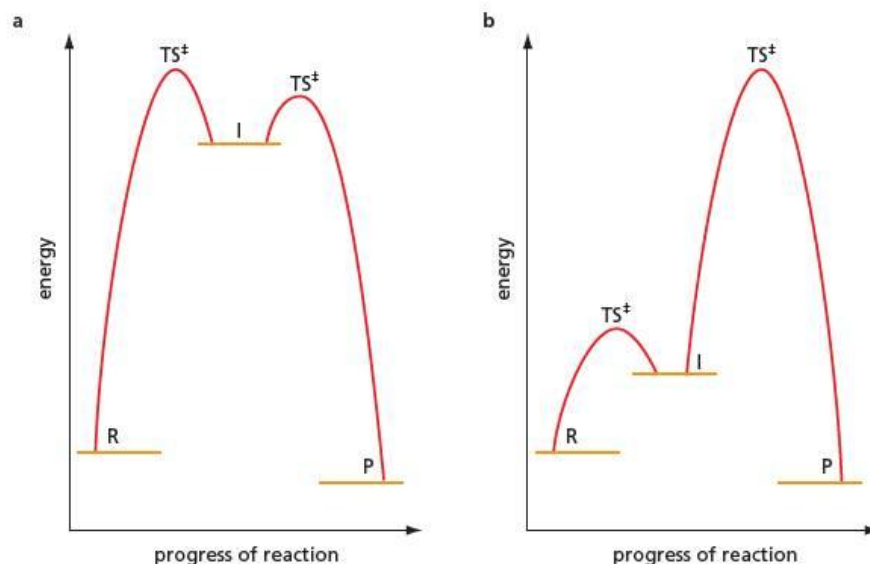 a
TS‡
TS‡
I
R
P
energy
progress of reaction
b
TS‡
TS‡
I
R
P
energy
progress of reaction